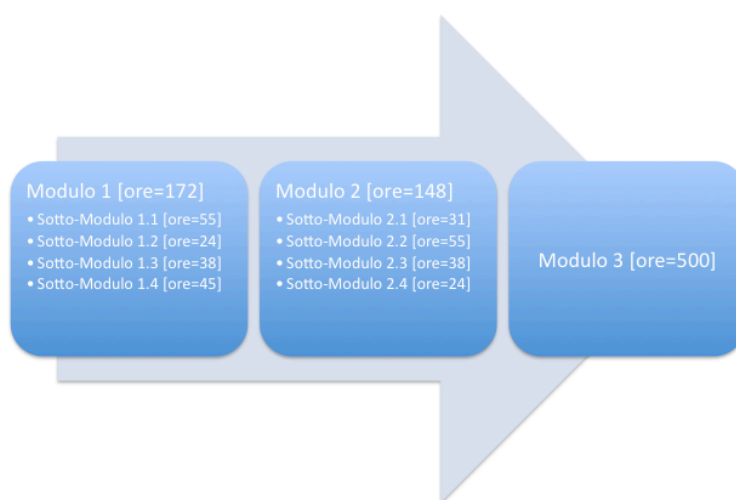 Modulo 1 [ore=172]
• Sotto-Modulo 1.1 [ore=55]
• Sotto-Modulo 1.2 [ore=24]
• Sotto-Modulo 1.3 [ore=38]
• Sotto-Modulo 1.4 [ore=45]
Modulo 2 [ore=148]
• Sotto-Modulo 2.1 [ore=31]
• Sotto-Modulo 2.2 [ore=55]
• Sotto-Modulo 2.3 [ore=38]
• Sotto-Modulo 2.4 [ore=24]
Modulo 3 [ore=500]